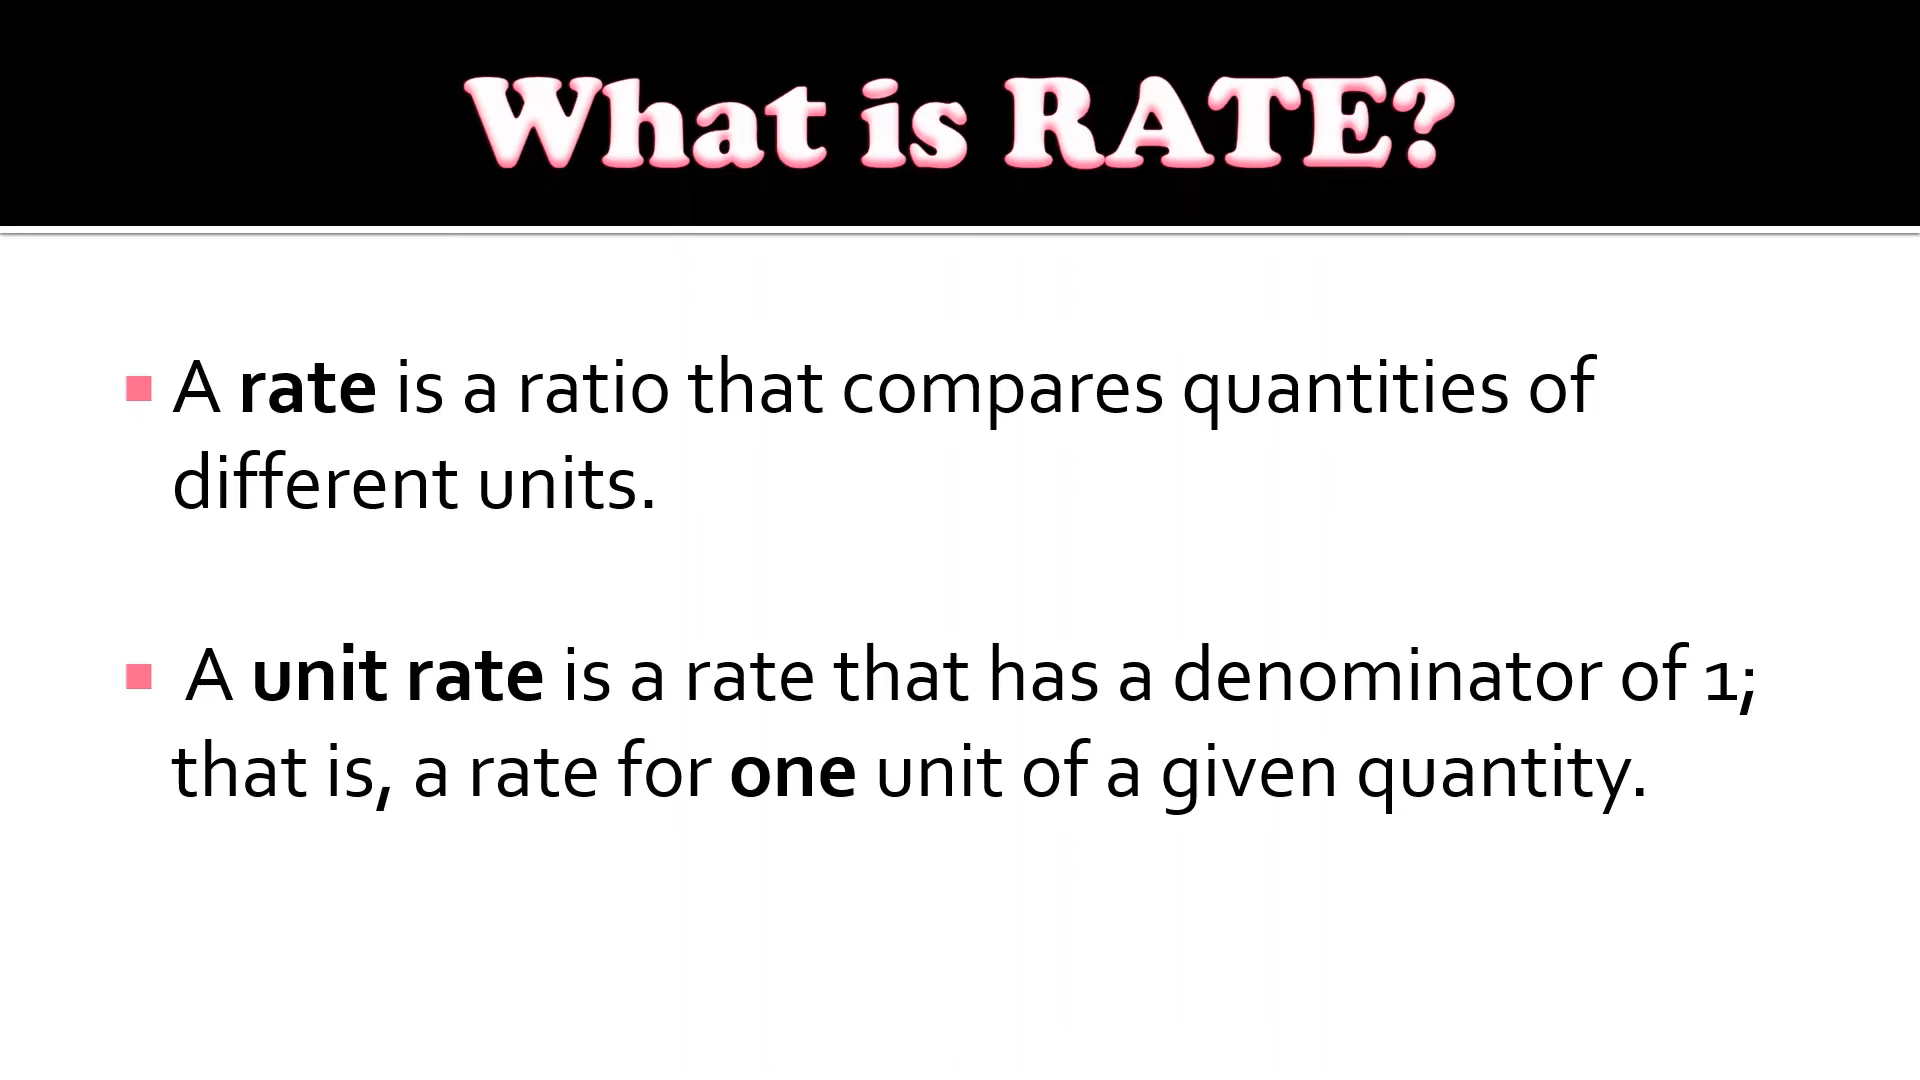 What is RATE?
A rate is a ratio that compares quantities of
different units.
A unit rate is a rate that has a denominator of 1;
that is, a rate for one unit of a given quantity.